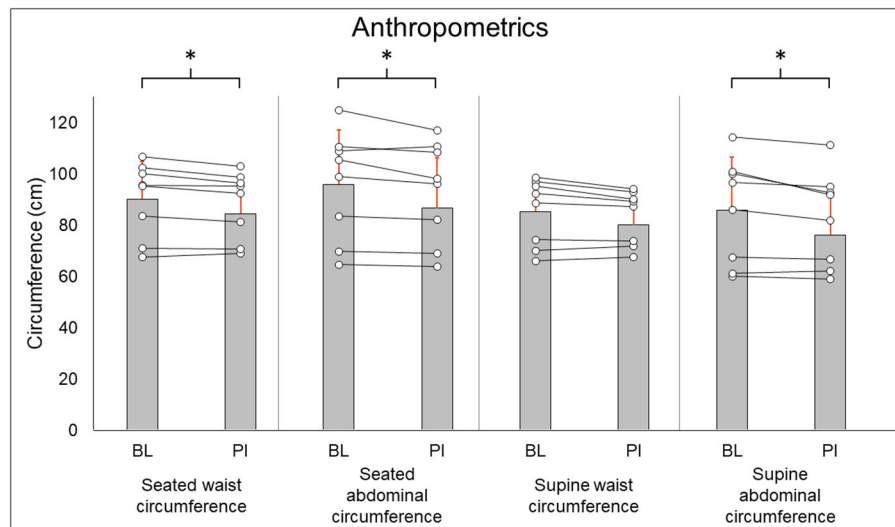 Anthropometrics
* * *
Circumference (cm)
120
100
80
60
40
20
0
BL PI BL PI BL PI BL PI
Seated waist
circumference
Seated
abdominal
circumference
Supine waist
circumference
Supine
abdominal
circumference